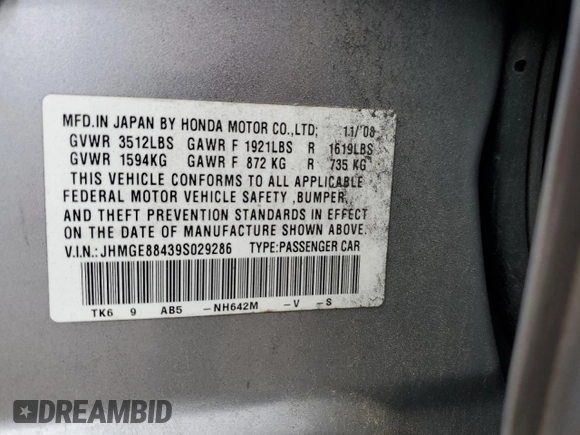 MFD.IN JAPAN BY HONDA MOTOR CO.,LTD; 11/'08
GVWR 3512LBS GAWR F 1921LBS R 1619LBS
GVWR 1594KG GAWR F 872 KG R 735 KG
THIS VEHICLE CONFORMS TO ALL APPLICABLE
FEDERAL MOTOR VEHICLE SAFETY ,BUMPER,
AND THEFT PREVENTION STANDARDS IN EFFECT
ON THE DATE OF MANUFACTURE SHOWN ABOVE.
V.I.N.: JHMGE88439S029286 TYPE:PASSENGER CAR
TK6 9 AB5 -NH642M -V -S
DREAMBID